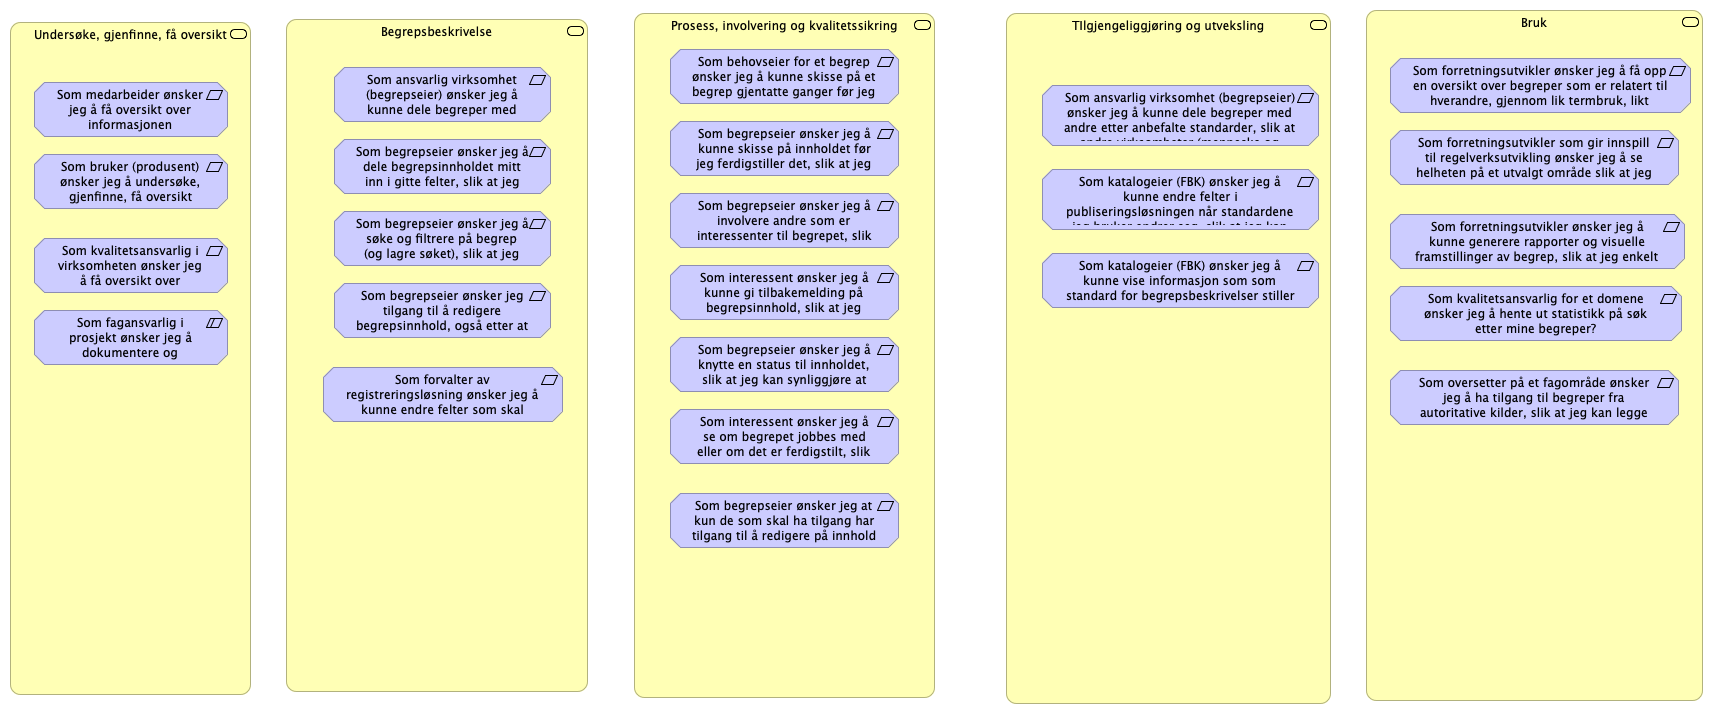 Undersøke, gjenfinne, få oversikt
Som medarbeider ønsker
jeg å få oversikt over
informasjonen
Som bruker (produsent)
ønsker jeg å undersøke,
gjenfinne, få oversikt
Som kvalitetsansvarlig i
virksomheten ønsker jeg
å få oversikt over
Som fagansvarlig i
prosjekt ønsker jeg å
dokumentere og
Begrepsbeskrivelse
Som ansvarlig virksomhet
(begrepseier) ønsker jeg å
kunne dele begreper med
Som begrepseier ønsker jeg å
dele begrepsinnholdet mitt
inn i gitte felter, slik at jeg
Som begrepseier ønsker jeg å
søke og filtrere på begrep
(og lagre søket), slik at jeg
Som begrepseier ønsker jeg
tilgang til å redigere
begrepsinnhold, også etter at
Som forvalter av
registreringsløsning ønsker jeg å
kunne endre felter som skal
Prosess, involvering og kvalitetssikring
Som behovseier for et begrep
ønsker jeg å kunne skisse på et
begrep gjentatte ganger før jeg
Som begrepseier ønsker jeg å
kunne skisse på innholdet før
jeg ferdigstiller det, slik at jeg
Som begrepseier ønsker jeg å
involvere andre som er
interessenter til begrepet, slik
Som interessent ønsker jeg å
kunne gi tilbakemelding på
begrepsinnhold, slik at jeg
Som begrepseier ønsker jeg å
knytte en status til innholdet,
slik at jeg kan synliggjøre at
Som interessent ønsker jeg å
se om begrepet jobbes med
eller om det er ferdigstilt, slik
Som begrepseier ønsker jeg at
kun de som skal ha tilgang har
tilgang til å redigere på innhold
TIlgjengeliggjøring og utveksling
Som ansvarlig virksomhet (begrepseier)
ønsker jeg å kunne dele begreper med
andre etter anbefalte standarder, slik at
andre virksomheter (menneske og
Som katalogeier (FBK) ønsker jeg å
kunne endre felter i
publiseringsløsningen når standardene
jeg bruker endrer seg, slik at jeg kan
Som katalogeier (FBK) ønsker jeg å
kunne vise informasjon som som
standard for begrepsbeskrivelser stiller
Bruk
Som forretningsutvikler ønsker jeg å få opp
en oversikt over begreper som er relatert til
hverandre, gjennom lik termbruk, likt
Som forretningsutvikler som gir innspill
til regelverksutvikling ønsker jeg å se
helheten på et utvalgt område slik at jeg
Som forretningsutvikler ønsker jeg å
kunne generere rapporter og visuelle
framstillinger av begrep, slik at jeg enkelt
Som kvalitetsansvarlig for et domene
ønsker jeg å hente ut statistikk på søk
etter mine begreper?
Som oversetter på et fagområde ønsker
jeg å ha tilgang til begreper fra
autoritative kilder, slik at jeg kan legge